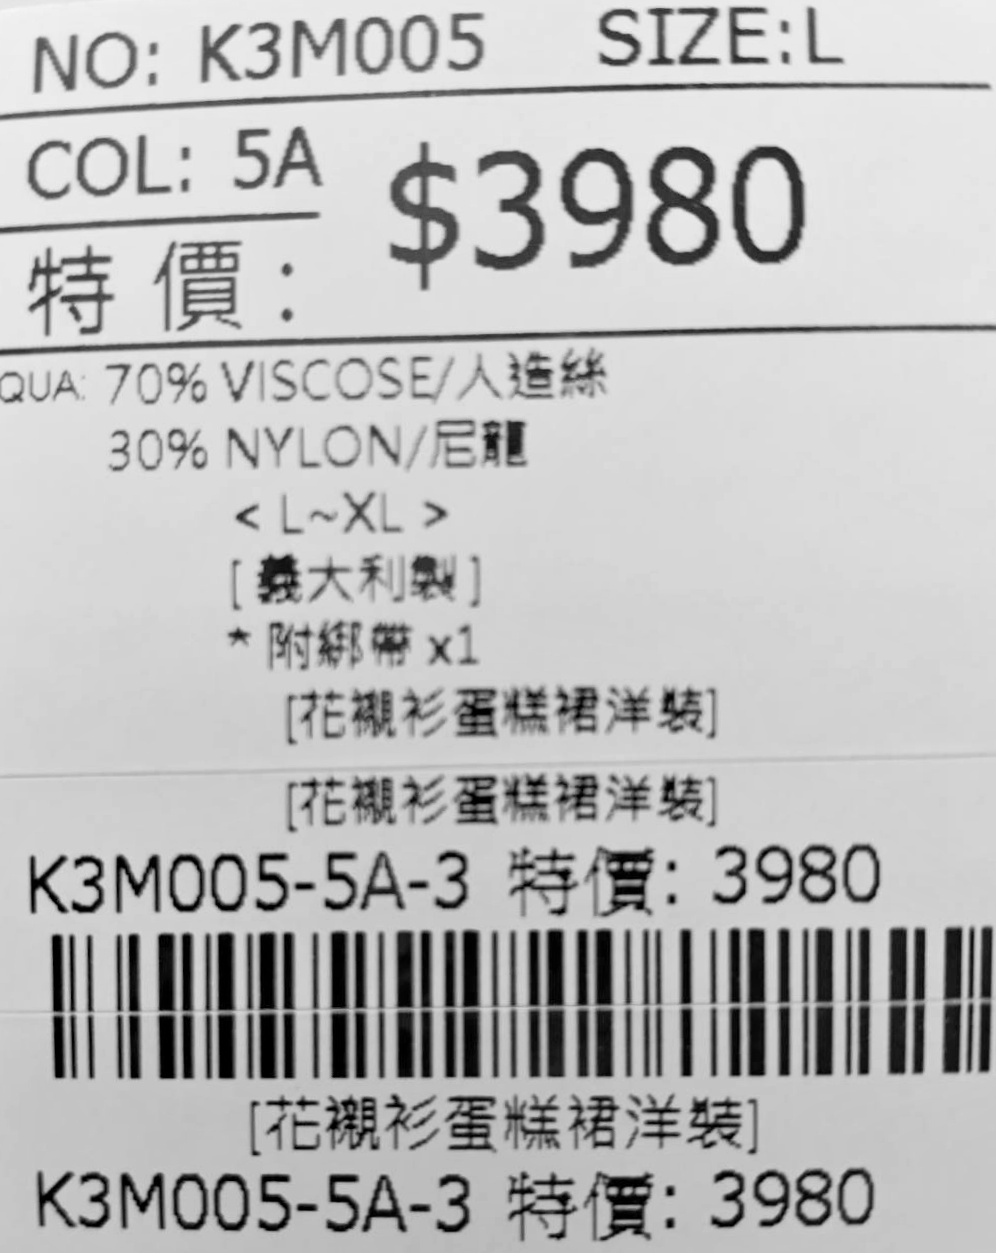 NO: K3M005 SIZE:L
COL: 5A $3980
特 價 :
QUA: 70% VISCOSE/人造絲
30% NYLON/尼龍
< L~XL >
[ 義大利製 ]
* 附綁帶 x1
[花襯衫蛋糕裙洋裝]
[花襯衫蛋糕裙洋裝]
K3M005-5A-3 特價: 3980
[花襯衫蛋糕裙洋裝]
K3M005-5A-3 特價: 3980